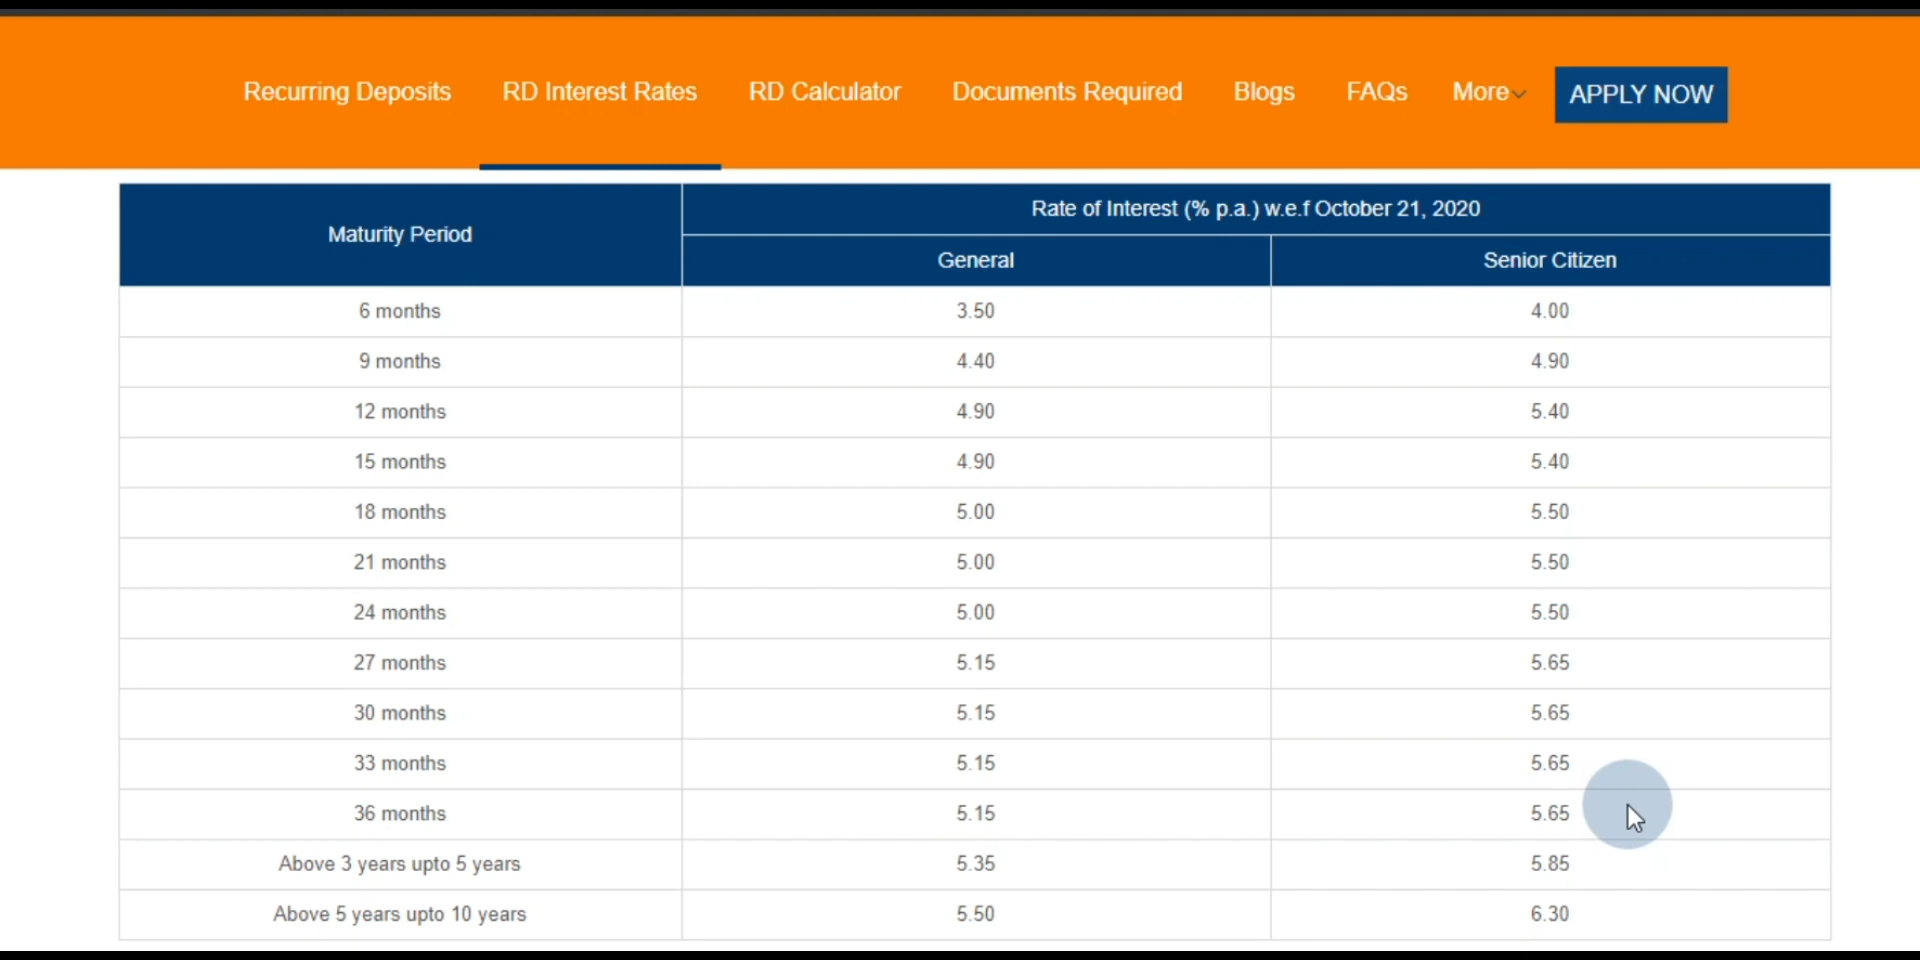 Recurring Deposits RD Interest Rates RD Calculator Documents Required Blogs FAQs More APPLY NOW
Maturity Period Rate of Interest (% p.a.) w.e.f October 21, 2020
General Senior Citizen
6 months 3.50 4.00
9 months 4.40 4.90
12 months 4.90 5.40
15 months 4.90 5.40
18 months 5.00 5.50
21 months 5.00 5.50
24 months 5.00 5.50
27 months 5.15 5.65
30 months 5.15 5.65
33 months 5.15 5.65
36 months 5.15 5.65
Above 3 years upto 5 years 5.35 5.85
Above 5 years upto 10 years 5.50 6.30